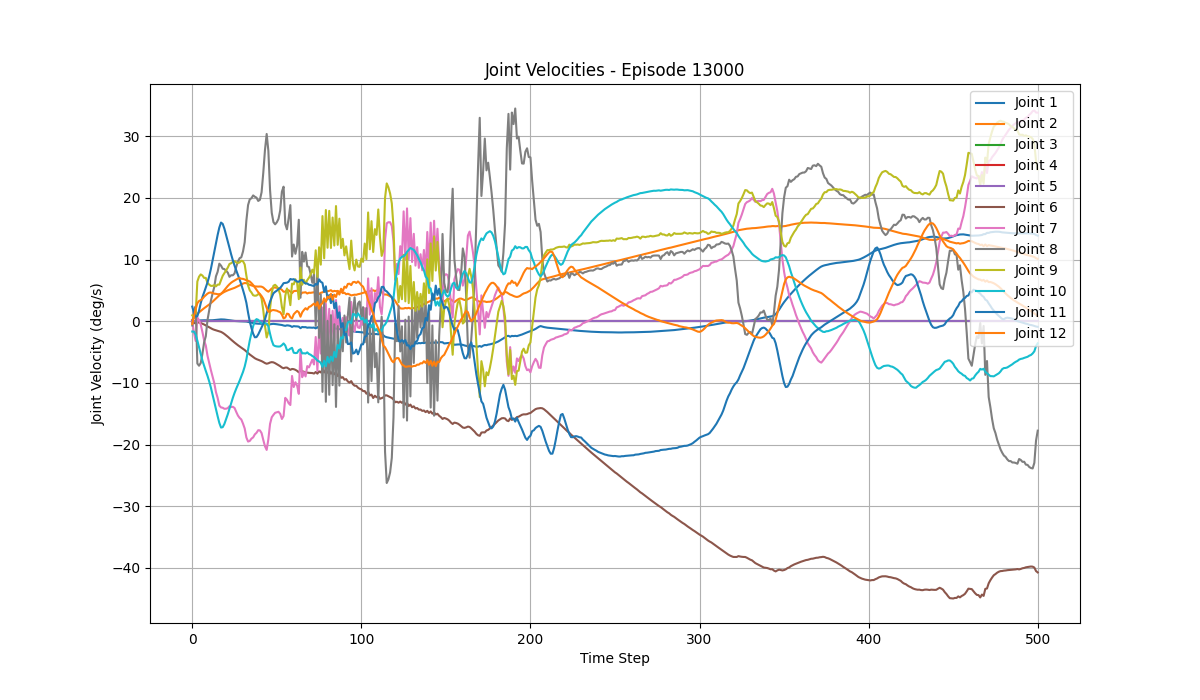 Joint Velocities - Episode 13000
Joint Velocity (deg/s)
30
20
10
0
−10
−20
−30
−40
0
100
200
300
400
500
Time Step
Joint 1
Joint 2
Joint 3
Joint 4
Joint 5
Joint 6
Joint 7
Joint 8
Joint 9
Joint 10
Joint 11
Joint 12